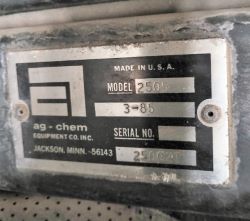 MADE IN U.S.A.
MODEL
3-85
ag-chem
EQUIPMENT CO. INC.
SERIAL NO.
JACKSON, MINN.-56143